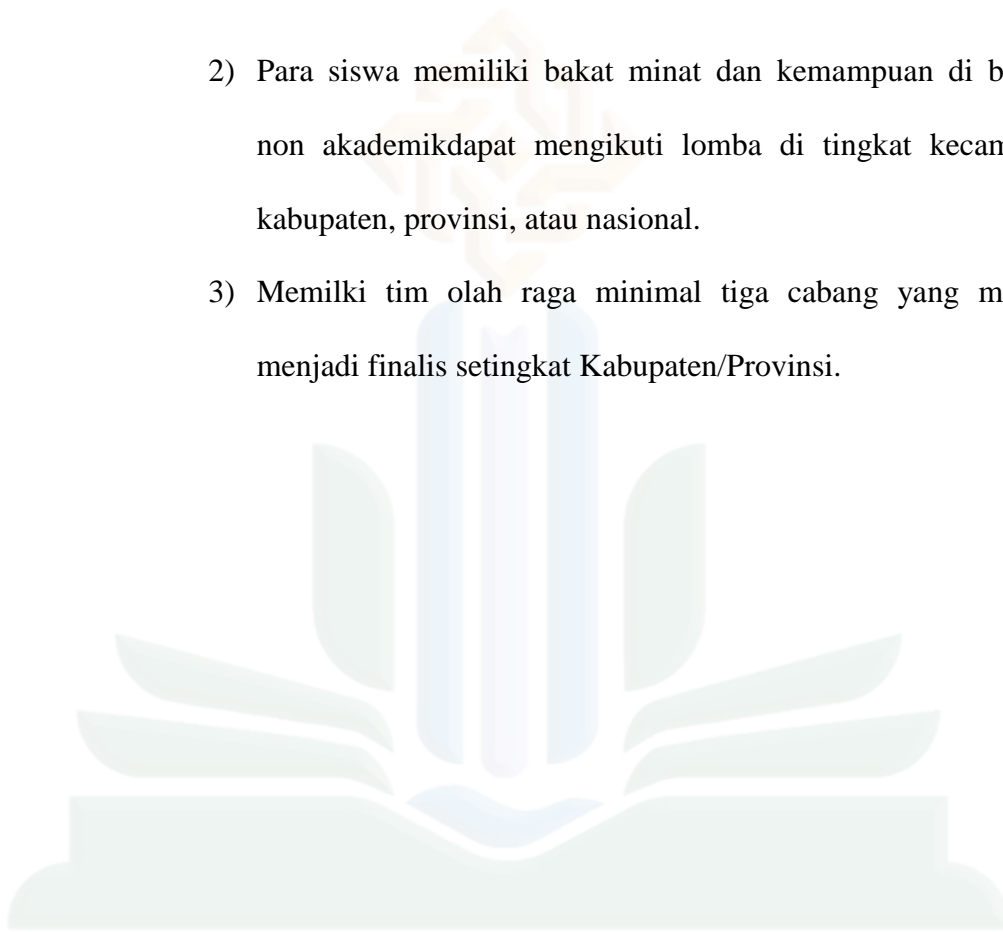 2) Para siswa memiliki bakat minat dan kemampuan di b
non akademikdapat mengikuti lomba di tingkat kecam
kabupaten, provinsi, atau nasional.
3) Memilki tim olah raga minimal tiga cabang yang m
menjadi finalis setingkat Kabupaten/Provinsi.